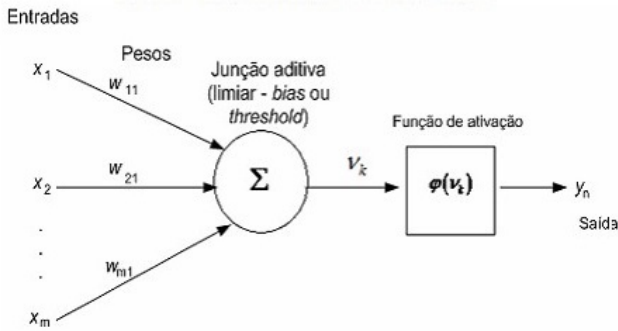 Entradas
Pesos
Junção aditiva
(limiar - bias ou
threshold)
Função de ativação
x1
w11
x2
w21
.
.
.
wm1
xm
Σ
νk
φ(νk)
yn
Saída